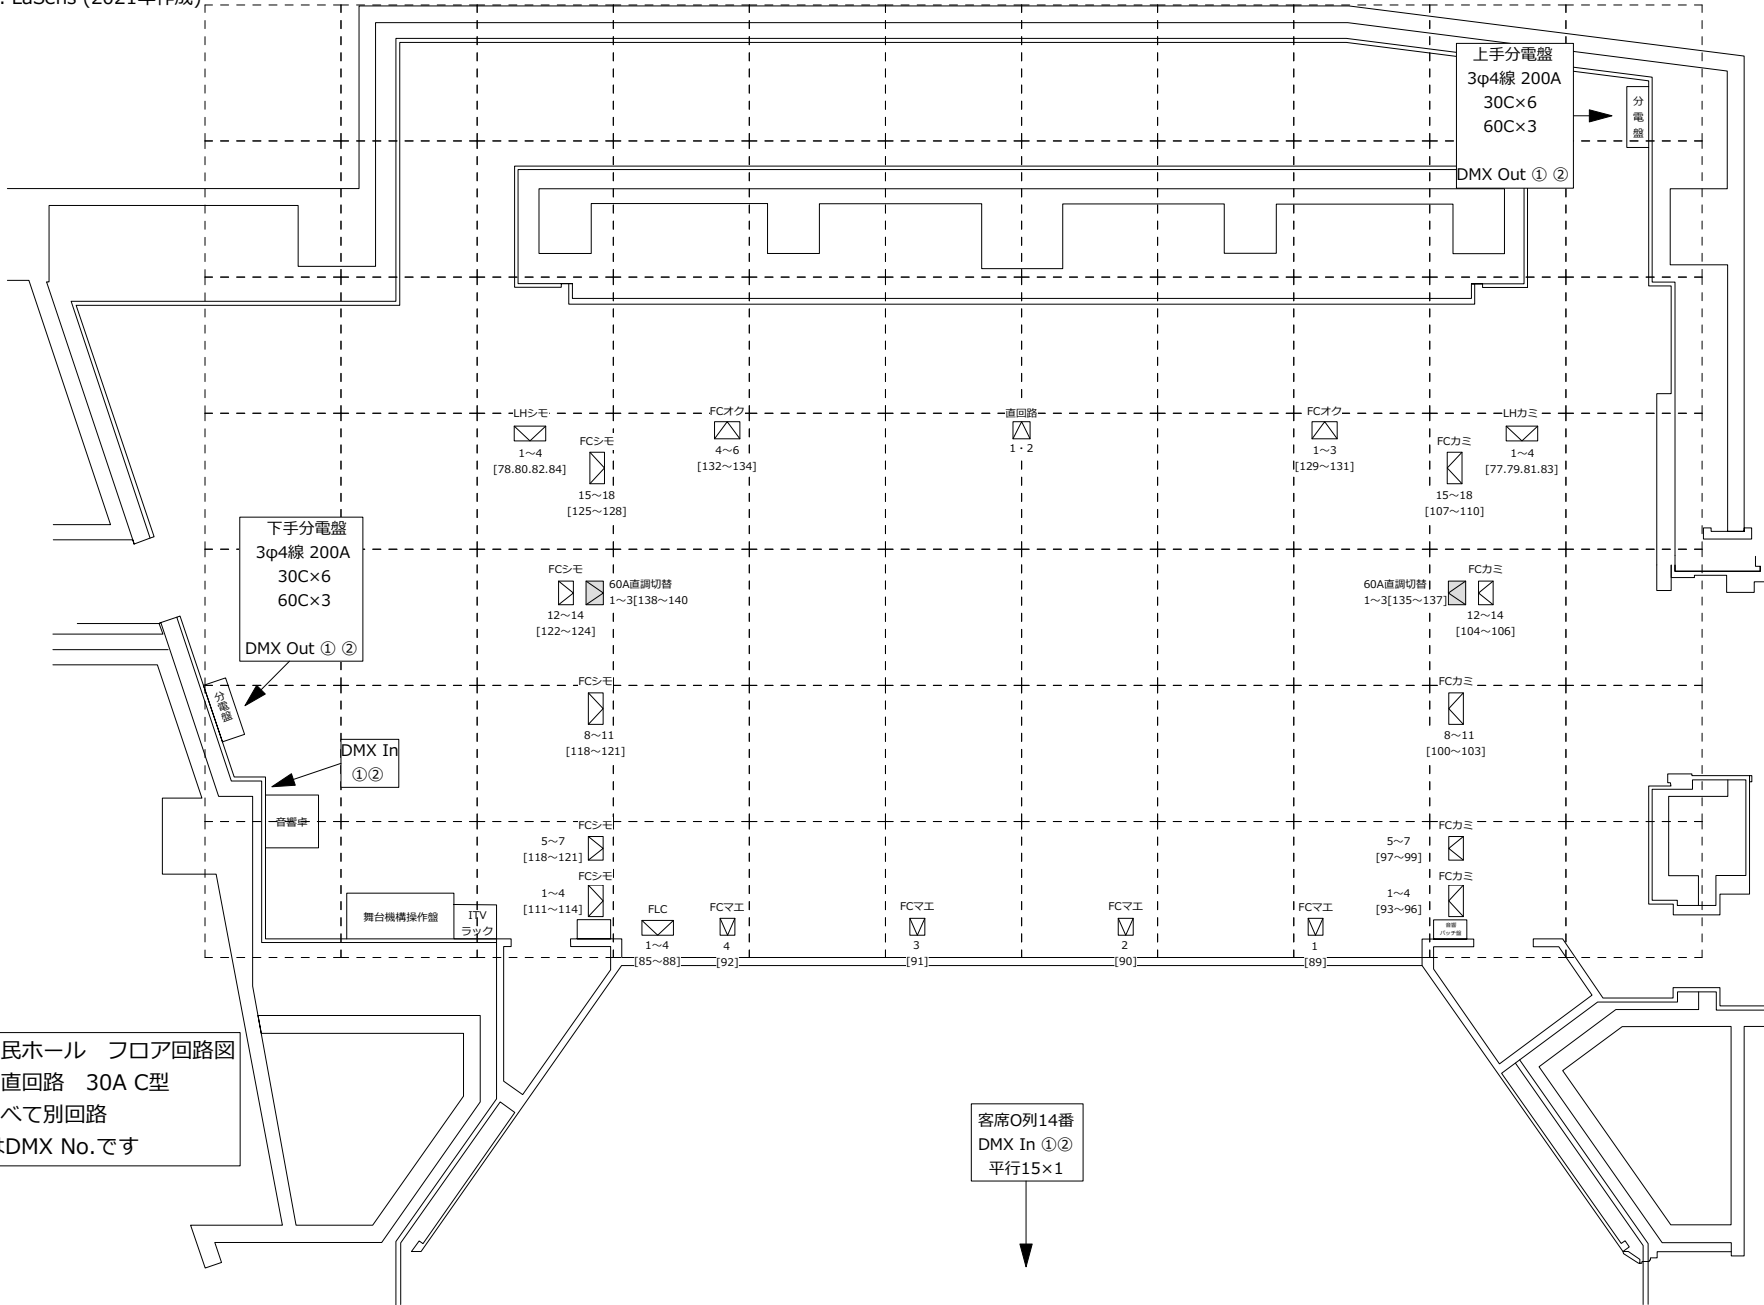 : LaSens (2021年作成)
上手分電盤
3φ4線 200A
30C×6
60C×3
DMX Out ① ②
分電盤
LHシモ
1～4
[78.80.82.84]
FCシモ
15～18
[125～128]
FCオク
4～6
[132～134]
直回路
1・2
FCオク
1～3
[129～131]
FCカミ
15～18
[107～110]
LHカミ
1～4
[77.79.81.83]
下手分電盤
3φ4線 200A
30C×6
60C×3
DMX Out ① ②
分電盤
FCシモ
12～14
[122～124]
60A直調切替
1～3[138～140
60A直調切替
1～3[135～137]
FCカミ
12～14
[104～106]
FCシモ
8～11
[118～121]
FCカミ
8～11
[100～103]
DMX In
①②
音響卓
FCシモ
5～7
[118～121]
FCカミ
5～7
[97～99]
FCシモ
1～4
[111～114]
FCカミ
1～4
[93～96]
舞台機構操作盤
ITV
ラック
FLC
1～4
[85～88]
FCマエ
4
[92]
FCマエ
3
[91]
FCマエ
2
[90]
FCマエ
1
[89]
民ホール　フロア回路図
直回路　30A C型
べて別回路
はDMX No.です
客席O列14番
DMX In ①②
平行15×1